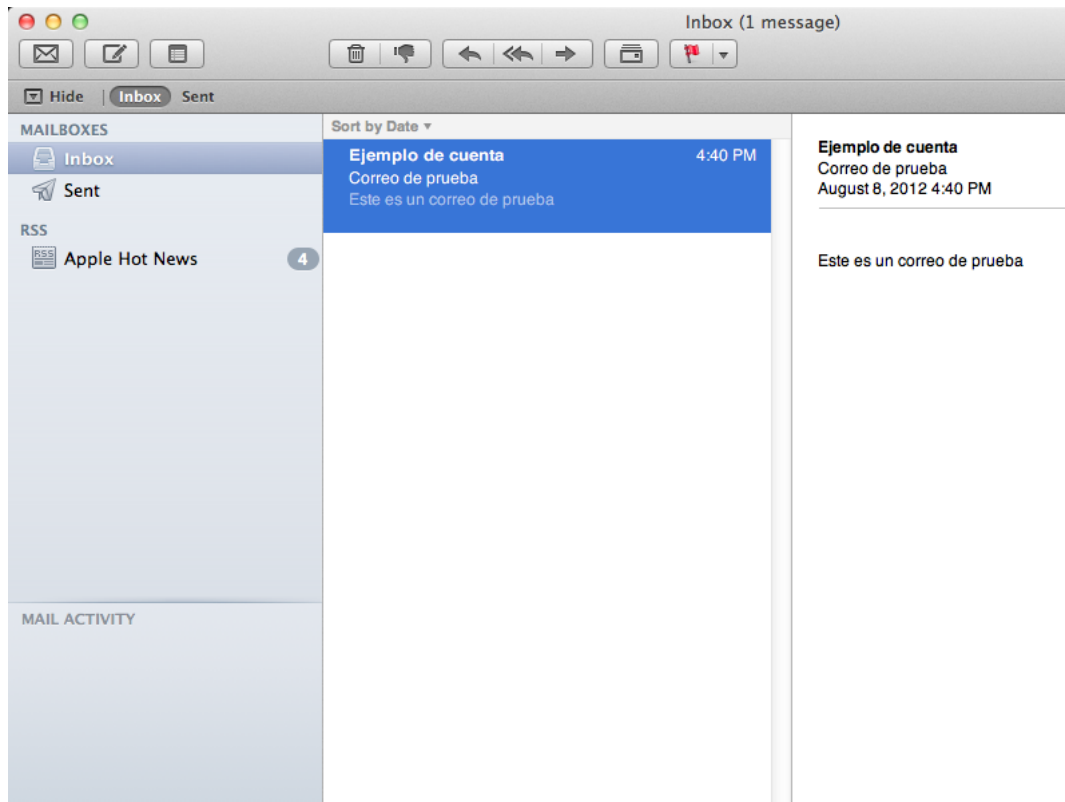 Inbox (1 message)
Hide | Inbox Sent
MAILBOXES
Inbox
Sent
RSS
RSS Apple Hot News 4
MAIL ACTIVITY
Sort by Date
Ejemplo de cuenta 4:40 PM
Correo de prueba
Este es un correo de prueba
Ejemplo de cuenta
Correo de prueba
August 8, 2012 4:40 PM
Este es un correo de prueba